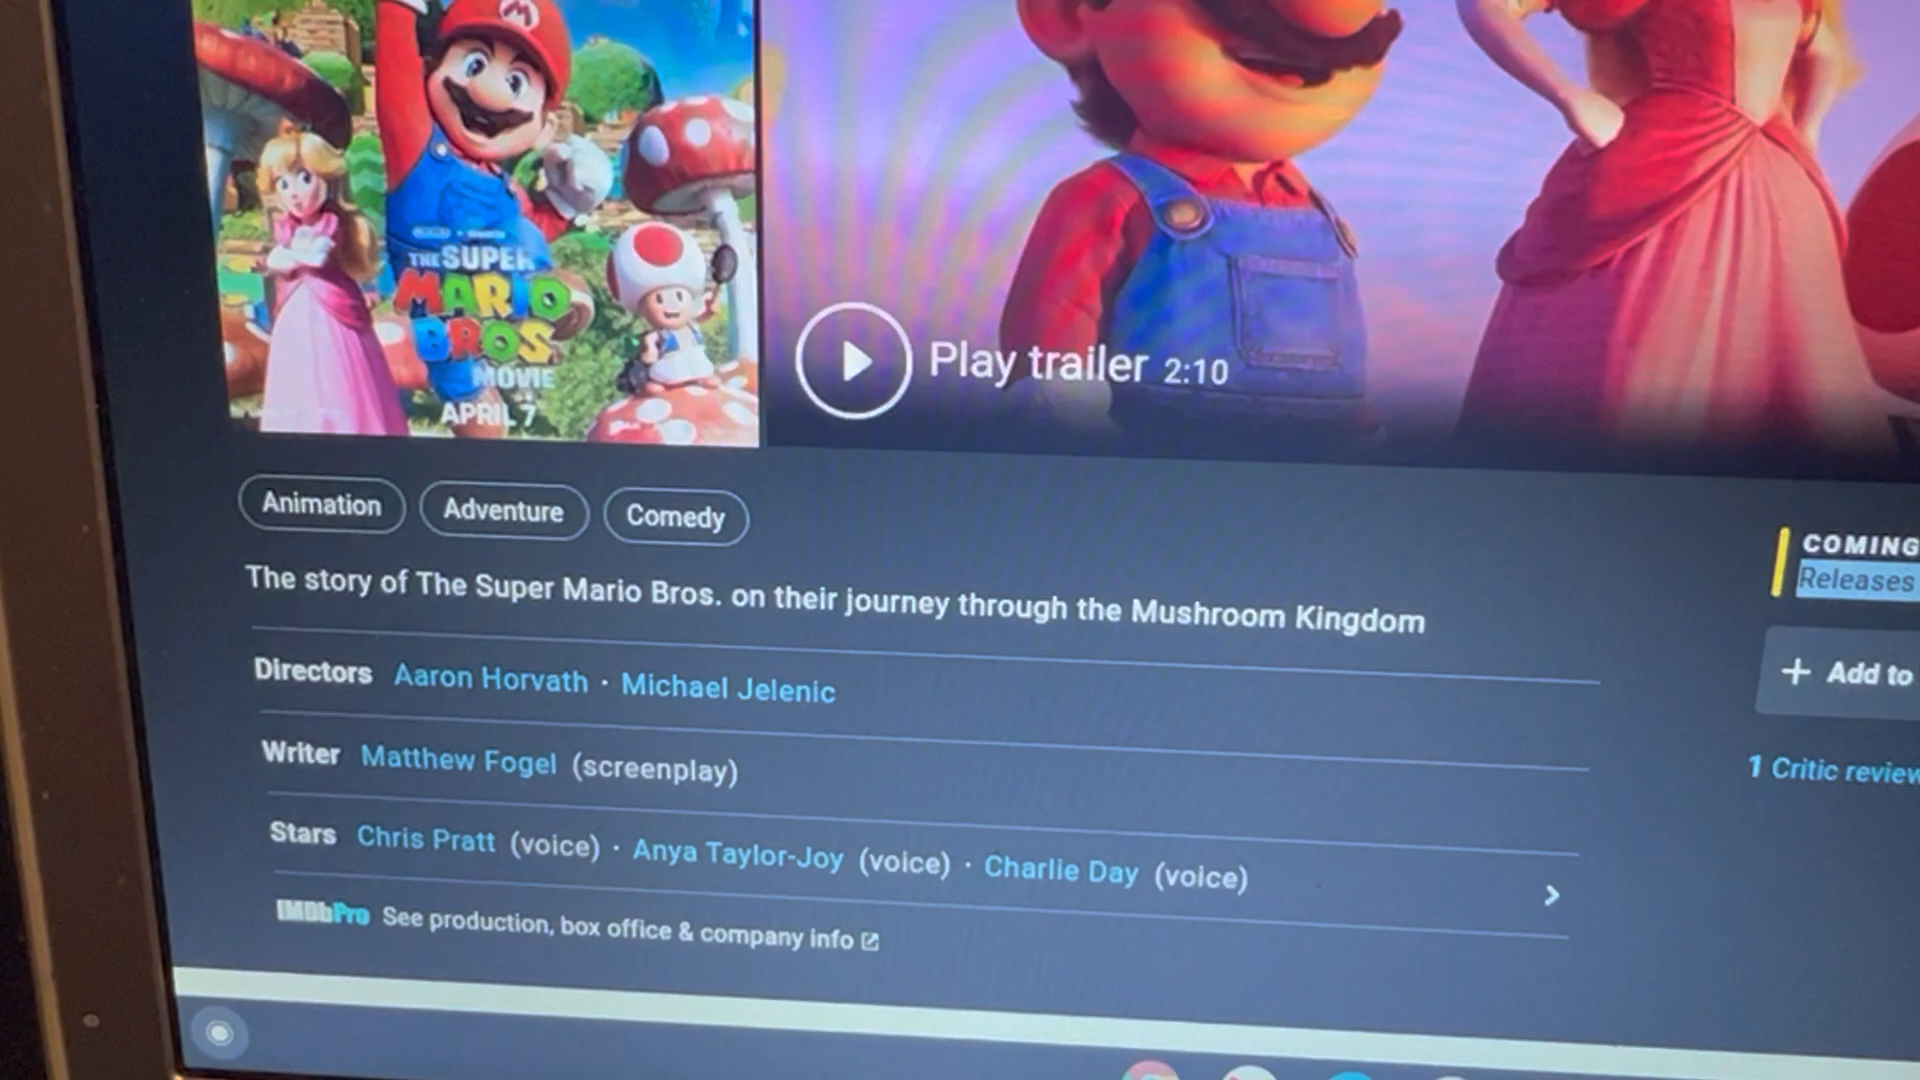 THE SUPER
MARIO
BROS.
MOVIE
APRIL 7
Play trailer 2:10
Animation Adventure Comedy
The story of The Super Mario Bros. on their journey through the Mushroom Kingdom
COMING
Releases
Directors Aaron Horvath · Michael Jelenic
+ Add to
Writer Matthew Fogel (screenplay)
1 Critic review
Stars Chris Pratt (voice) · Anya Taylor-Joy (voice) · Charlie Day (voice)
IMDbPro See production, box office & company info